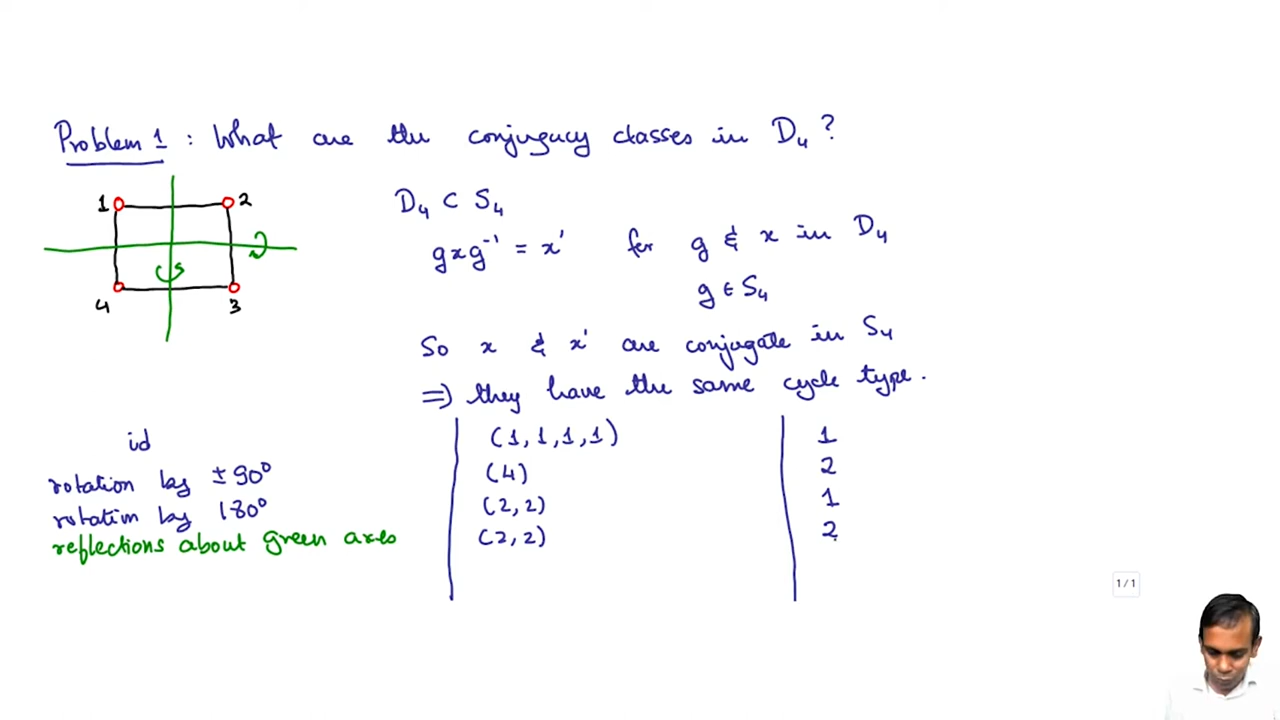 Problem 1 : What are the conjugacy classes in D₄ ?
1 2
4 3
D₄ ⊂ S₄
g x g⁻¹ = x' for g & x in D₄
g ∈ S₄
So x & x' are conjugate in S₄
⇒) they have the same cycle type.
id (1, 1, 1, 1) 1
rotation by ±90° (4) 2
rotation by 180° (2, 2) 1
reflections about green axes (2, 2) 2
1 / 1